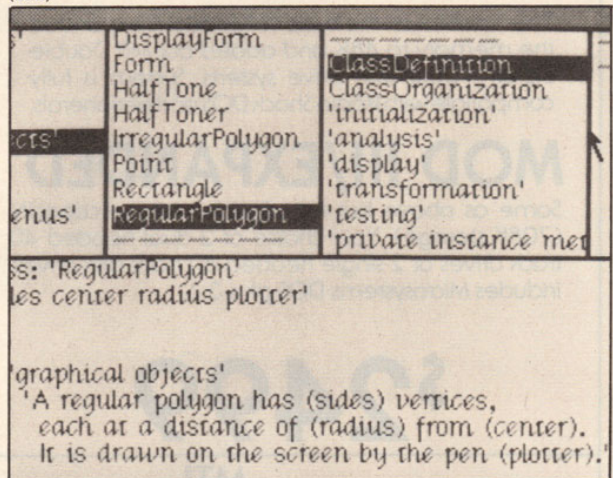 cts
enus'
DisplayForm
Form
HalfTone
HalfToner
IrregularPolygon
Point
Rectangle
RegularPolygon
ClassDefinition
ClassOrganization
'initialization'
'analysis'
'display'
'transformation'
'testing'
'private instance met
ss: 'RegularPolygon'
les center radius plotter'
'graphical objects'
'A regular polygon has (sides) vertices,
each at a distance of (radius) from (center).
It is drawn on the screen by the pen (plotter).'
MOD EXPANDED